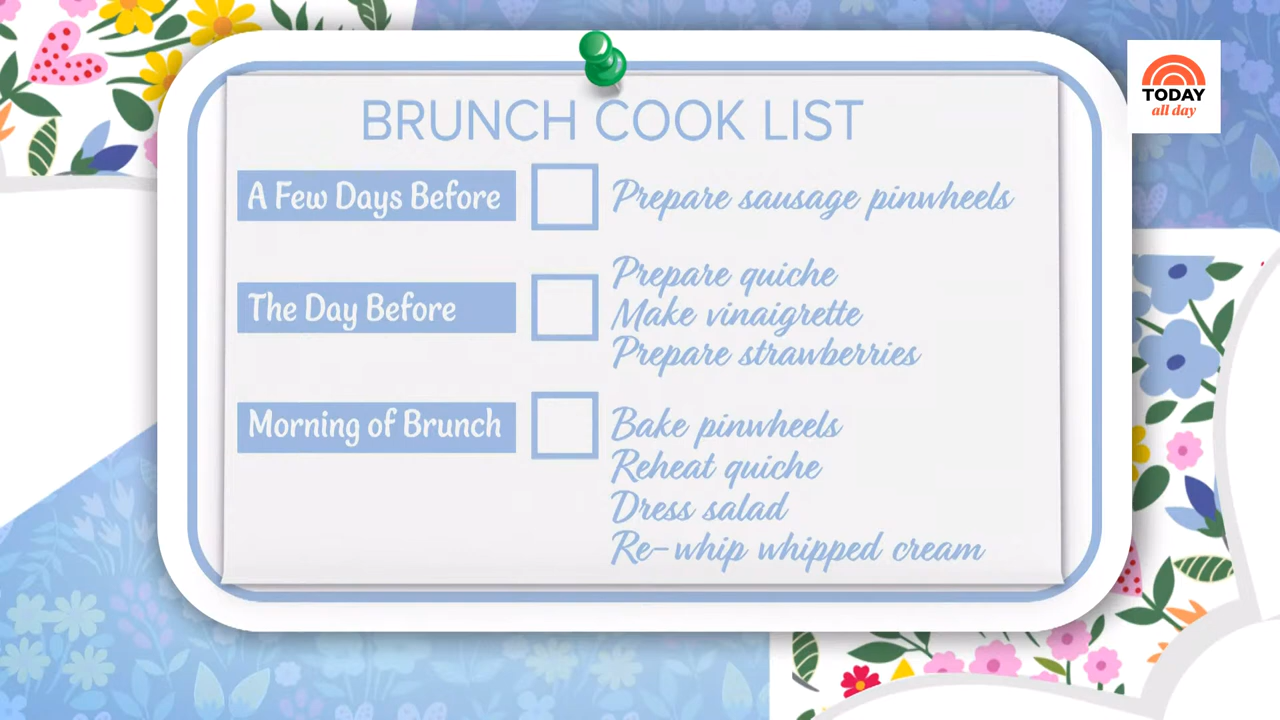 BRUNCH COOK LIST
TODAY
all day
A Few Days Before
Prepare sausage pinwheels
The Day Before
Prepare quiche
Make vinaigrette
Prepare strawberries
Morning of Brunch
Bake pinwheels
Reheat quiche
Dress salad
Re-whip whipped cream